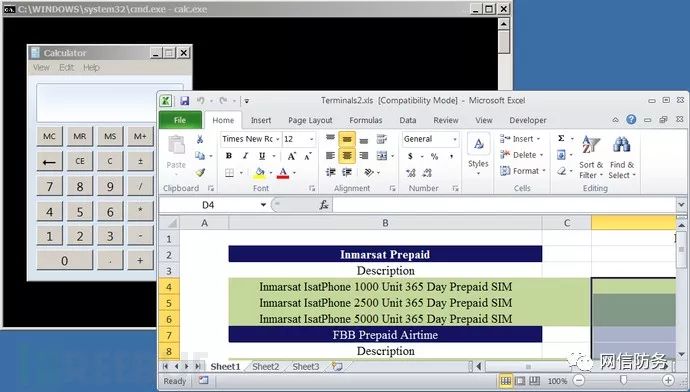 C:\WINDOWS\system32\cmd.exe - calc.exe
Calculator
View Edit Help
MC MR MS M+
← CE C ±
7 8 9 /
4 5 6 *
1 2 3 -
0 . +
Terminals2.xls [Compatibility Mode] - Microsoft Excel
File Home Insert Page Layout Formulas Data Review View Developer
Paste
Clipboard
Times New Ro 12
B I U A A
A
Font
Alignment
General
$ % ,
Number
Styles
Insert
Delete
Format
Cells
Σ
Sort & Filter
Find & Select
Editing
D4
fx
A B C
1
2 Inmarsat Prepaid
3 Description
4 Inmarsat IsatPhone 1000 Unit 365 Day Prepaid SIM
5 Inmarsat IsatPhone 2500 Unit 365 Day Prepaid SIM
6 Inmarsat IsatPhone 5000 Unit 365 Day Prepaid SIM
7 FBB Prepaid Airtime
8 Description
Sheet1 Sheet2 Sheet3
Ready
100%
网信防务